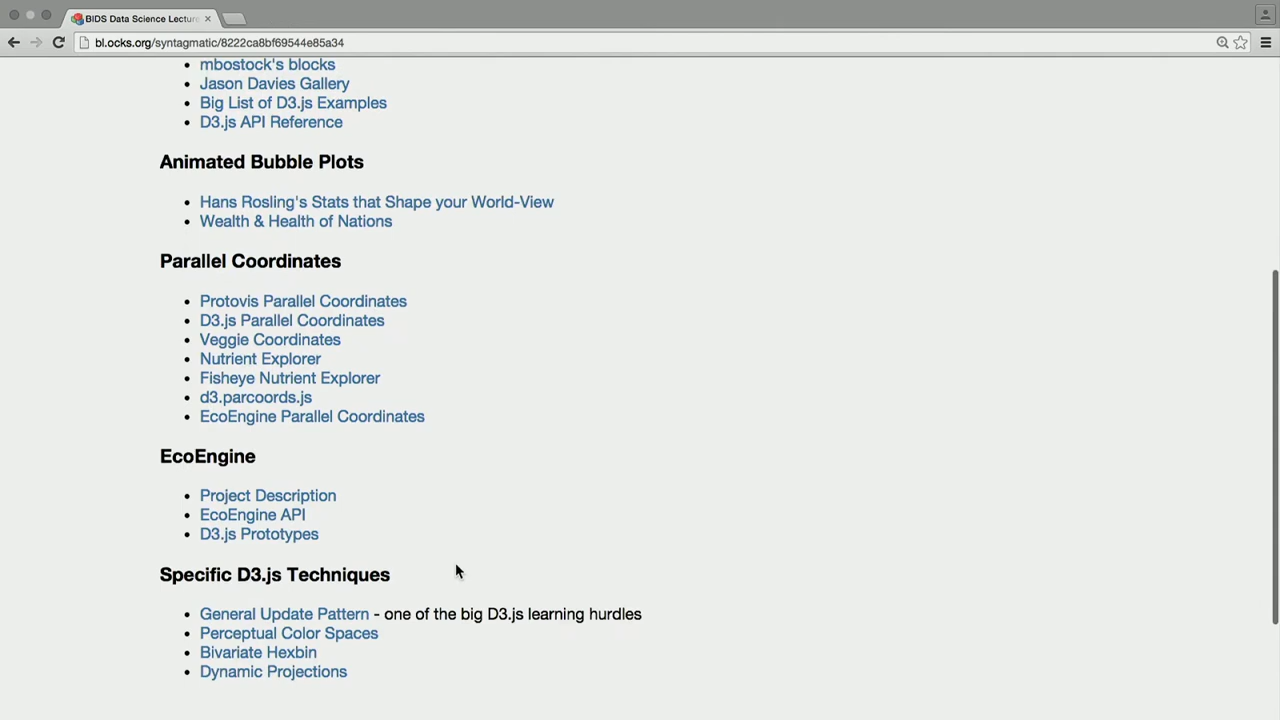 BIDS Data Science Lecture
bl.ocks.org/syntagmatic/8222ca8bf69544e85a34
mbostock's blocks
Jason Davies Gallery
Big List of D3.js Examples
D3.js API Reference
Animated Bubble Plots
Hans Rosling's Stats that Shape your World-View
Wealth & Health of Nations
Parallel Coordinates
Protovis Parallel Coordinates
D3.js Parallel Coordinates
Veggie Coordinates
Nutrient Explorer
Fisheye Nutrient Explorer
d3.parcoords.js
EcoEngine Parallel Coordinates
EcoEngine
Project Description
EcoEngine API
D3.js Prototypes
Specific D3.js Techniques
General Update Pattern - one of the big D3.js learning hurdles
Perceptual Color Spaces
Bivariate Hexbin
Dynamic Projections